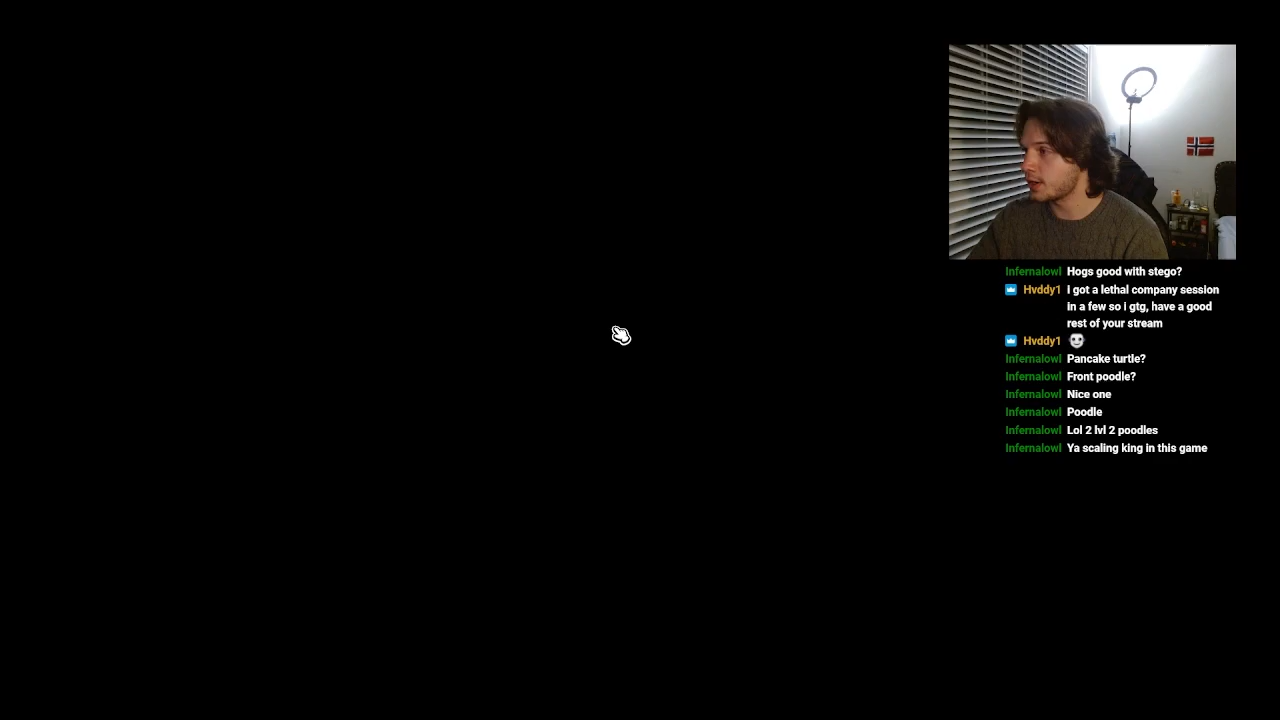 Infernalowl Hogs good with stego?
Hvddy1 I got a lethal company session
in a few so i gtg, have a good
rest of your stream
Hvddy1
Infernalowl Pancake turtle?
Infernalowl Front poodle?
Infernalowl Nice one
Infernalowl Poodle
Infernalowl Lol 2 lvl 2 poodles
Infernalowl Ya scaling king in this game